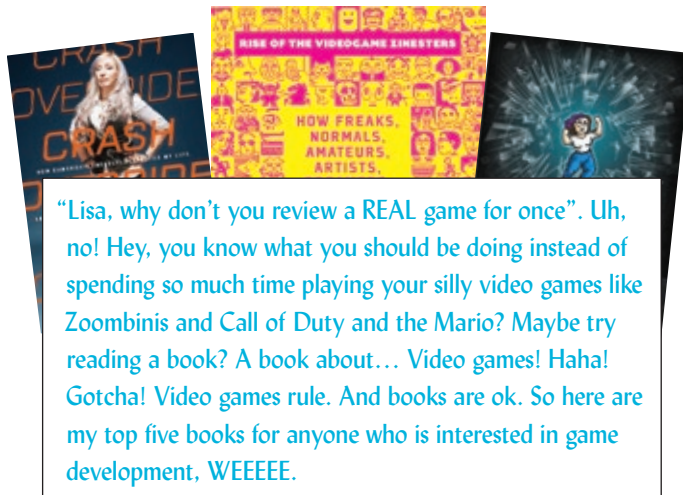 CRASH
OVERRIDE
CRASH
RISE OF THE VIDEOGAME ZINESTERS
HOW FREAKS,
NORMALS,
AMATEURS,
ARTISTS,
“Lisa, why don’t you review a REAL game for once”. Uh,
no! Hey, you know what you should be doing instead of
spending so much time playing your silly video games like
Zoombinis and Call of Duty and the Mario? Maybe try
reading a book? A book about... Video games! Haha!
Gotcha! Video games rule. And books are ok. So here are
my top five books for anyone who is interested in game
development, WEEEEE.